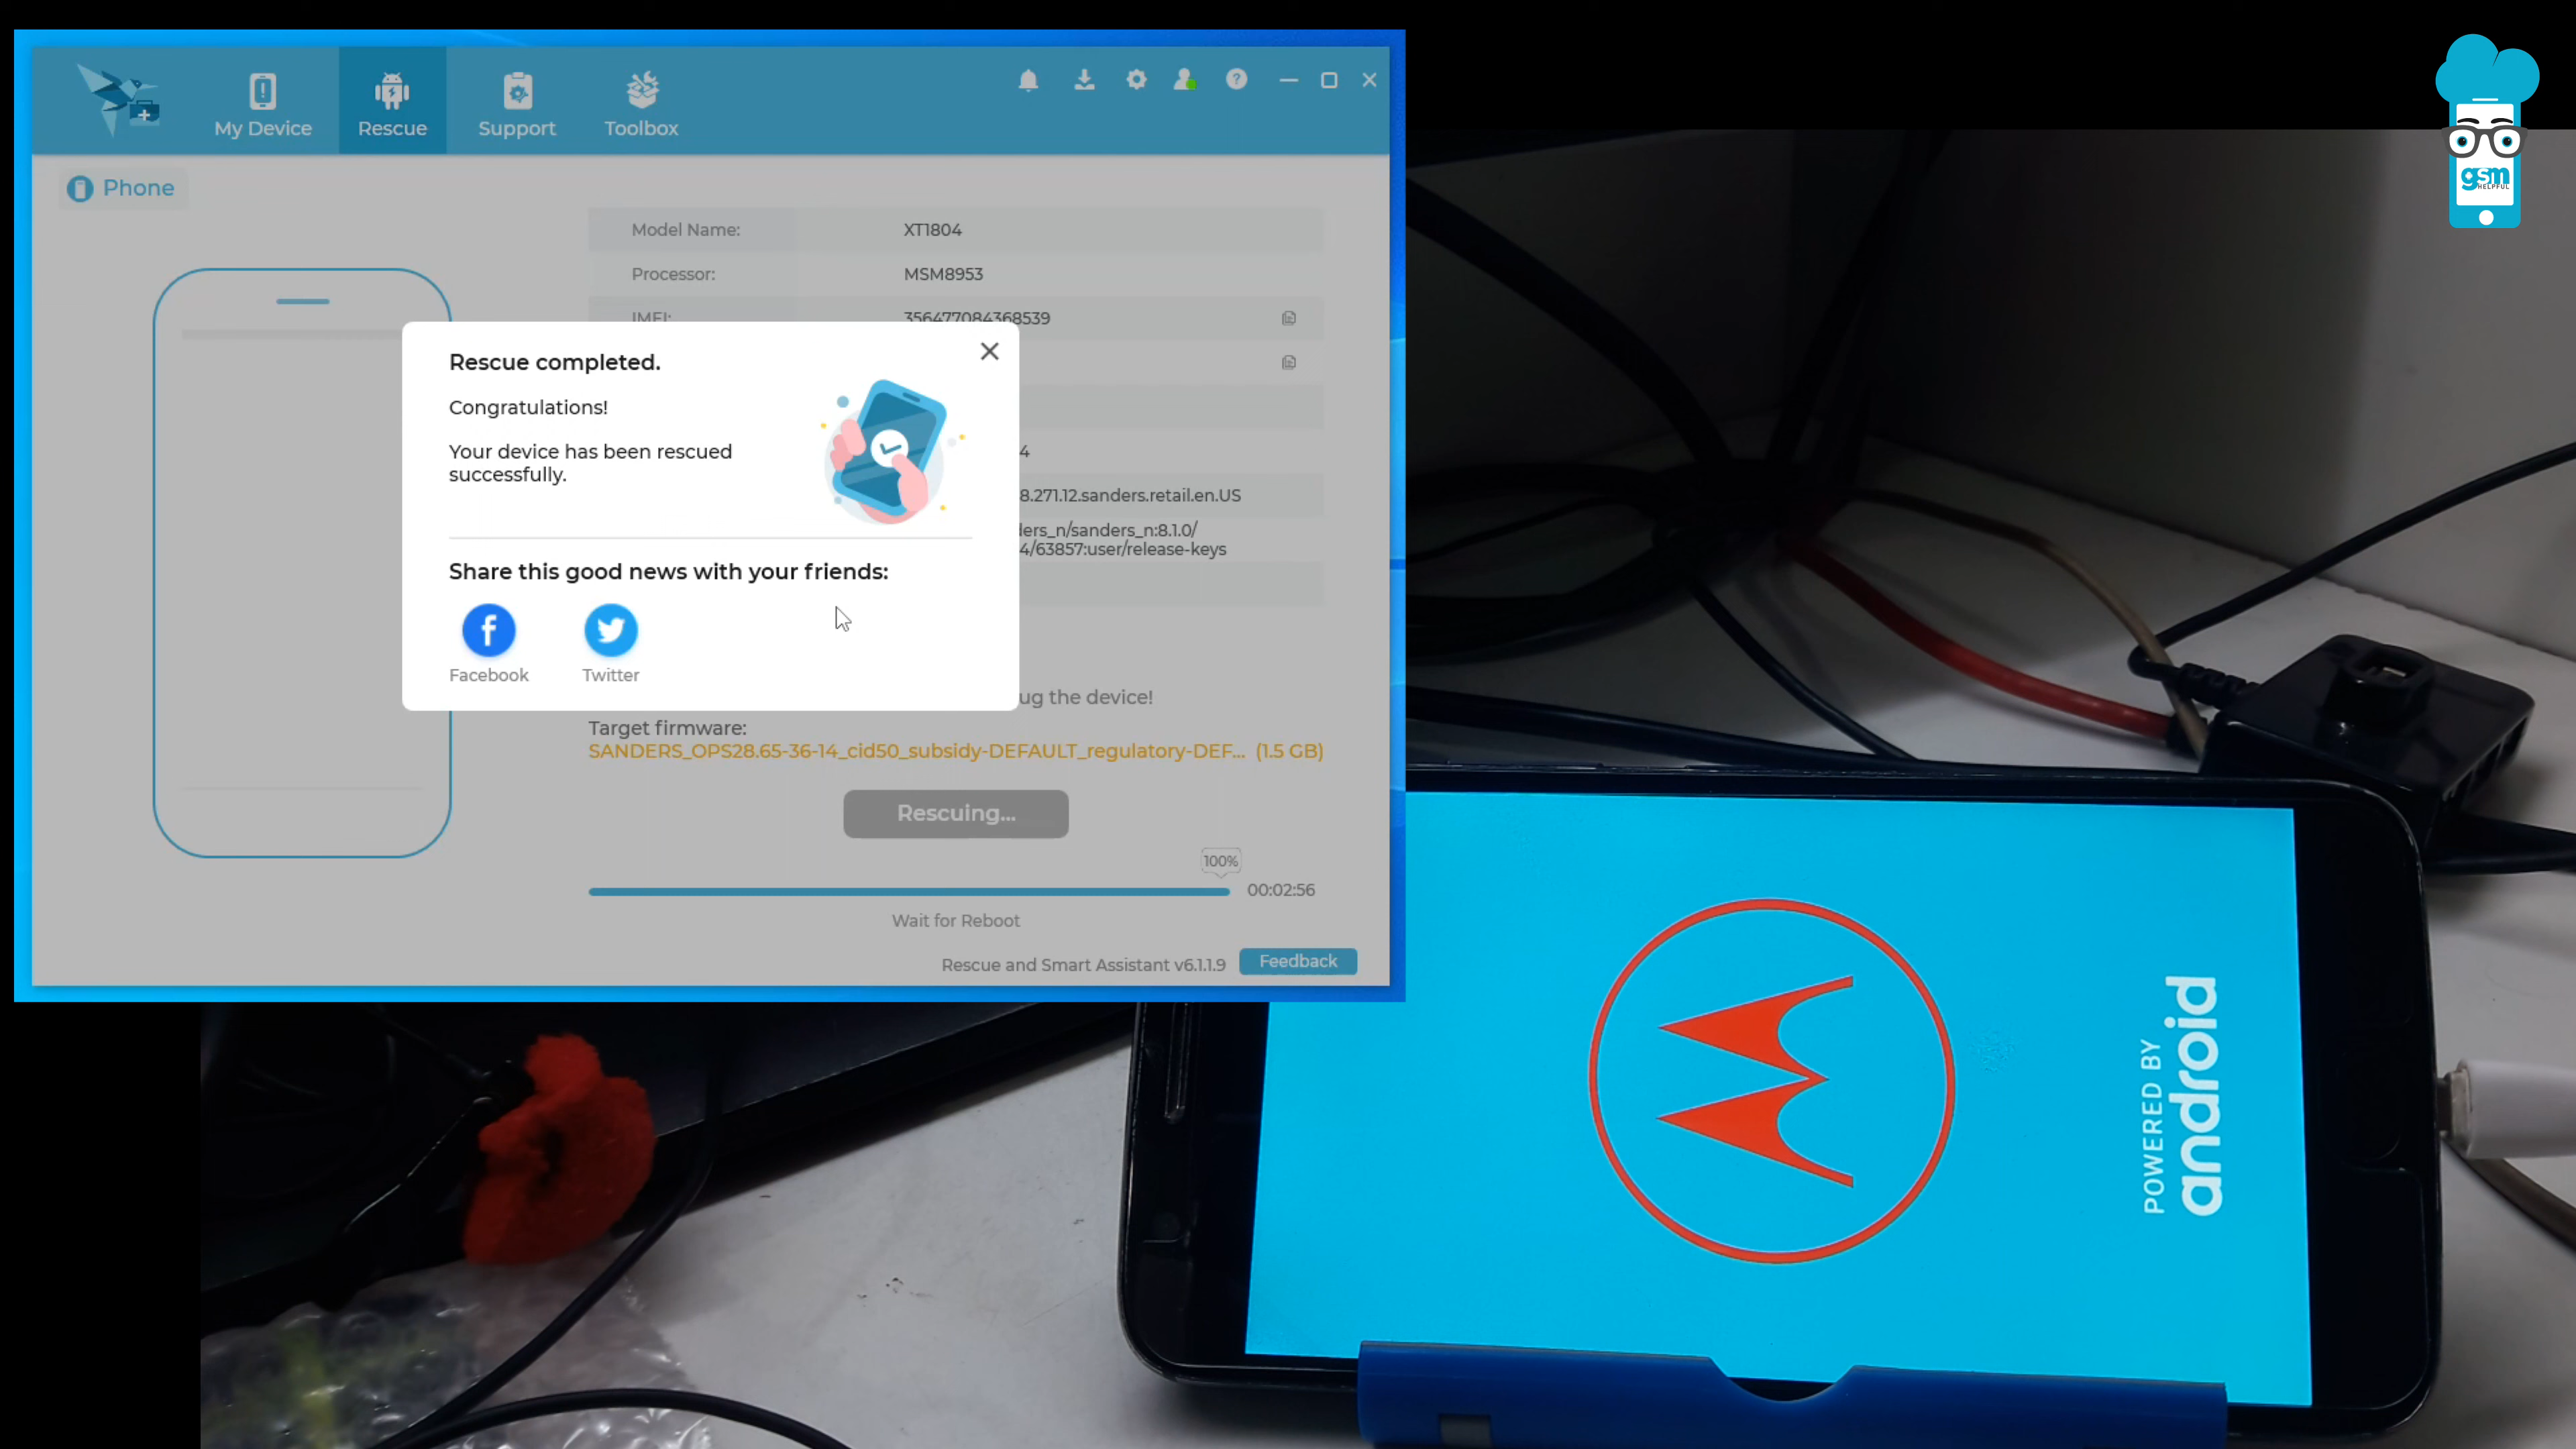 My Device
Rescue
Support
Toolbox
gsm
HELPFUL
Phone
Model Name: XT1804
Processor: MSM8953
IMEI: 356477084368539
Rescue completed.
Congratulations!
Your device has been rescued
successfully.
4
8.271.12.sanders.retail.en.US
ders_n/sanders_n:8.1.0/
4/63857:user/release-keys
Share this good news with your friends:
Facebook
Twitter
ug the device!
Target firmware:
SANDERS_OPS28.65-36-14_cid50_subsidy-DEFAULT_regulatory-DEF... (1.5 GB)
Rescuing...
100%
00:02:56
Wait for Reboot
Rescue and Smart Assistant v6.1.1.9
Feedback
POWERED BY
android